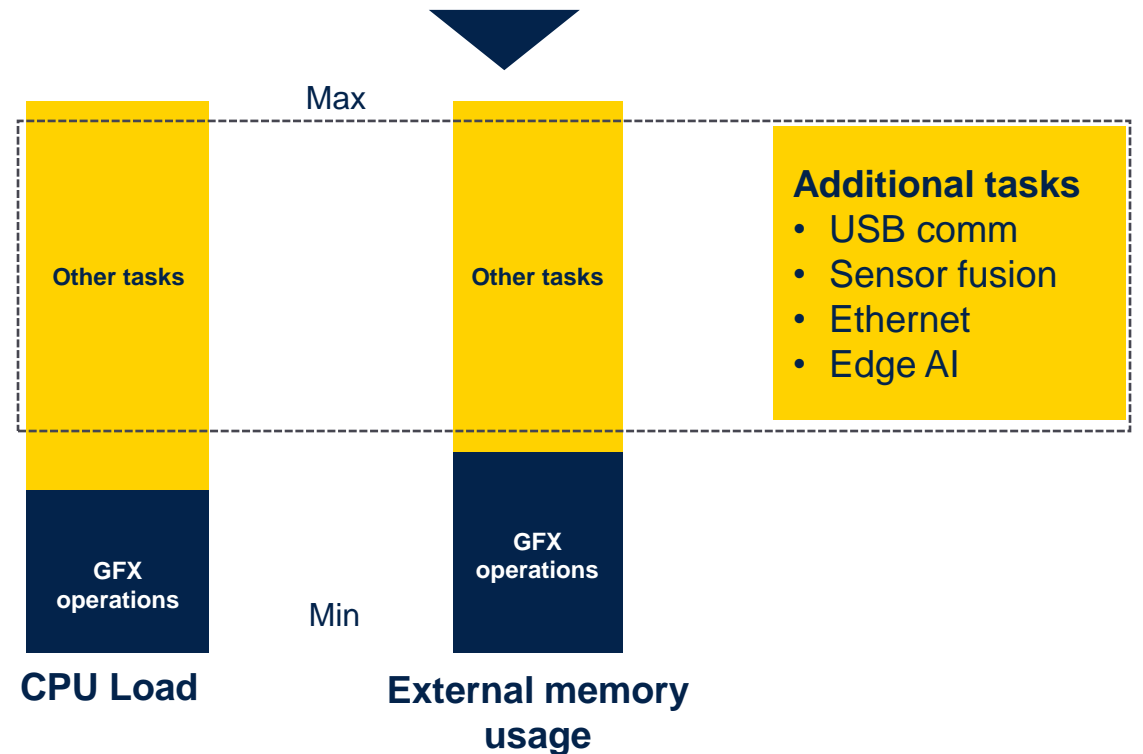 Max
Other tasks
Other tasks
Additional tasks
• USB comm
• Sensor fusion
• Ethernet
• Edge AI
GFX
operations
GFX
operations
Min
CPU Load
External memory
usage